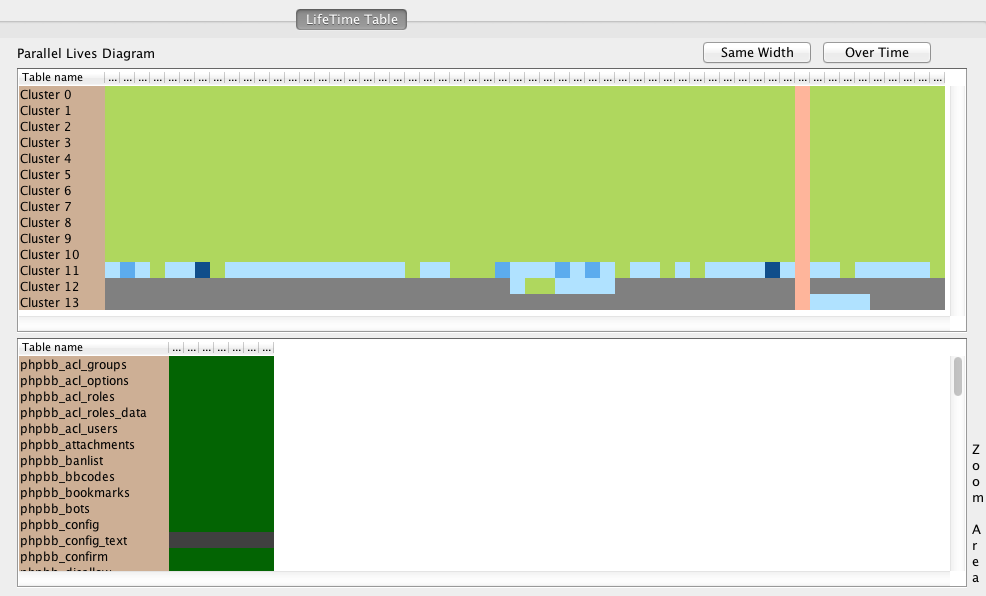 LifeTime Table
Parallel Lives Diagram
Same Width
Over Time
Table name ... ... ... ... ... ... ... ... ... ... ... ... ... ... ... ... ... ... ... ... ... ... ... ... ... ... ... ... ... ... ... ... ... ... ... ... ... ... ... ... ... ... ... ... ... ... ... ... ... ... ... ... ... ... ... ...
Cluster 0
Cluster 1
Cluster 2
Cluster 3
Cluster 4
Cluster 5
Cluster 6
Cluster 7
Cluster 8
Cluster 9
Cluster 10
Cluster 11
Cluster 12
Cluster 13
Table name ... ... ... ... ... ... ...
phpbb_acl_groups
phpbb_acl_options
phpbb_acl_roles
phpbb_acl_roles_data
phpbb_acl_users
phpbb_attachments
phpbb_banlist
phpbb_bbcodes
phpbb_bookmarks
phpbb_bots
phpbb_config
phpbb_config_text
phpbb_confirm
Zoom Area